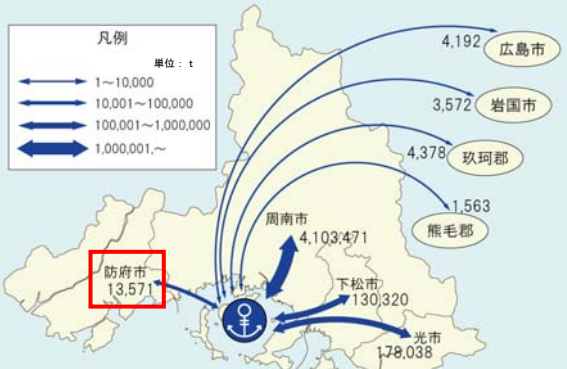 凡例
単位：t
1～10,000
10,001～100,000
100,001～1,000,000
1,000,001,～
4,192
広島市
3,572
岩国市
4,378
玖珂郡
1,563
熊毛郡
周南市
4,103,471
防府市
13,571
下松市
130,320
光市
178,038